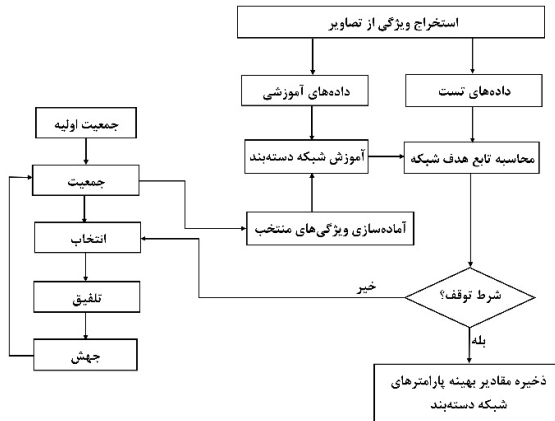 استخراج ویژگی از تصاویر
داده‌های آموزشی
داده‌های تست
جمعیت اولیه
آموزش شبکه دسته‌بند
محاسبه تابع هدف شبکه
جمعیت
آماده‌سازی ویژگی‌های منتخب
انتخاب
خیر
شرط توقف؟
تلفیق
بله
جهش
ذخیره مقادیر بهینه پارامترهای
شبکه دسته‌بند